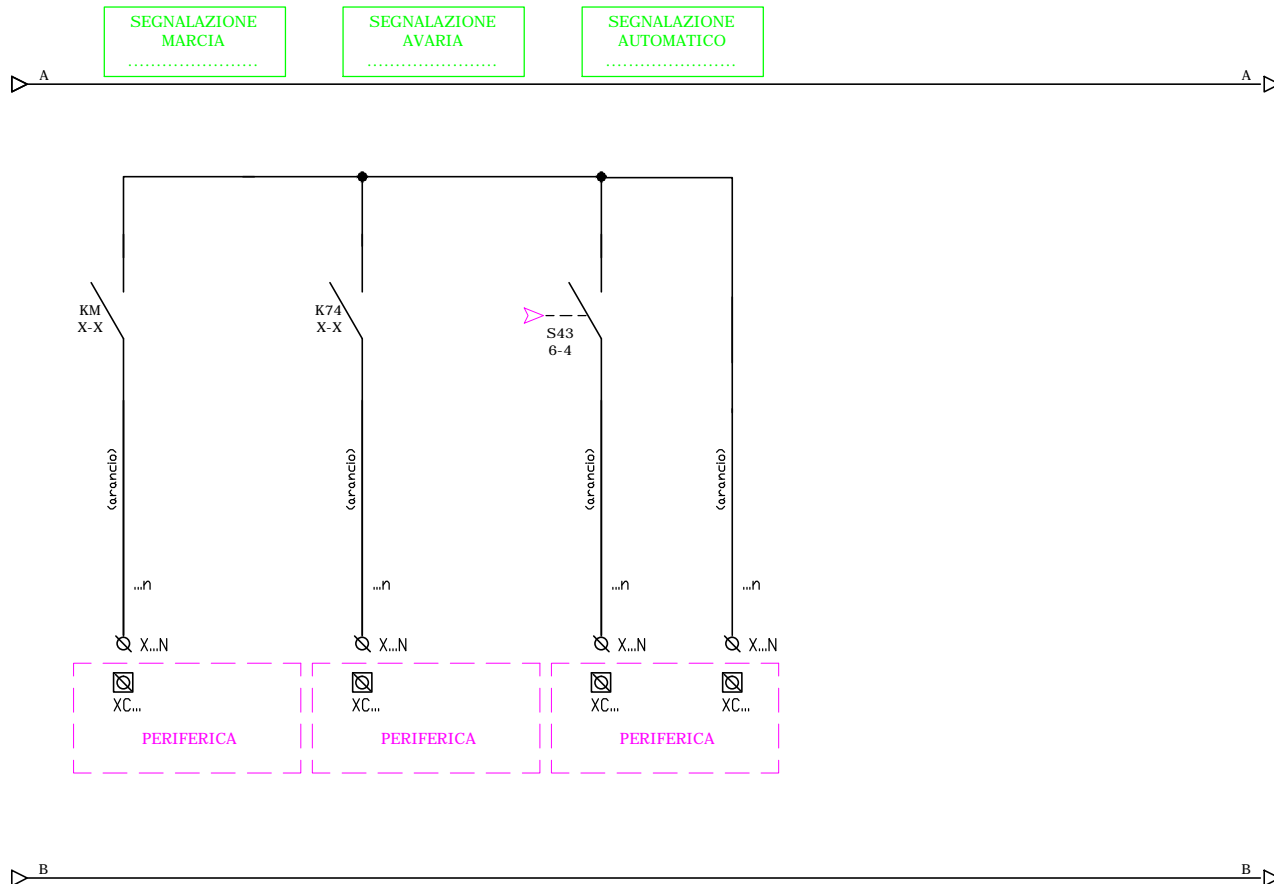 SEGNALAZIONE
MARCIA
.......................
SEGNALAZIONE
AVARIA
.......................
SEGNALAZIONE
AUTOMATICO
.......................
A
A
KM
X-X
K74
X-X
S43
6-4
(arancio)
(arancio)
(arancio)
(arancio)
...n
...n
...n
...n
X...N
X...N
X...N
X...N
XC...
XC...
XC...
XC...
PERIFERICA
PERIFERICA
PERIFERICA
B
B